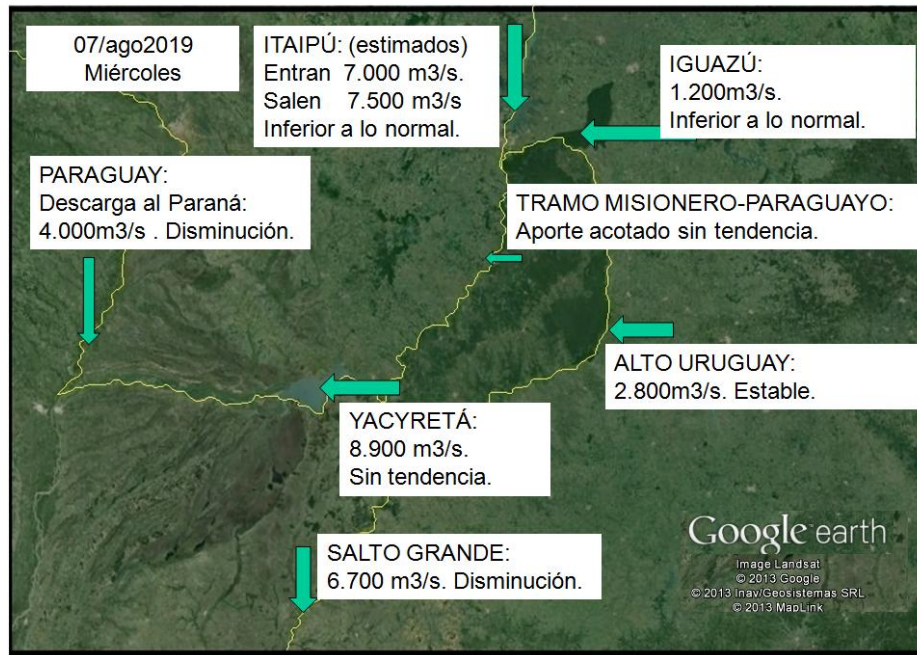 07/ago2019
Miércoles
ITAIPÚ: (estimados)
Entran 7.000 m3/s.
Salen 7.500 m3/s
Inferior a lo normal.
IGUAZÚ:
1.200m3/s.
Inferior a lo normal.
PARAGUAY:
Descarga al Paraná:
4.000m3/s . Disminución.
TRAMO MISIONERO-PARAGUAYO:
Aporte acotado sin tendencia.
ALTO URUGUAY:
2.800m3/s. Estable.
YACYRETÁ:
8.900 m3/s.
Sin tendencia.
SALTO GRANDE:
6.700 m3/s. Disminución.
Google earth
Image Landsat
© 2013 Google
© 2013 Inav/Geosistemas SRL
© 2013 MapLink